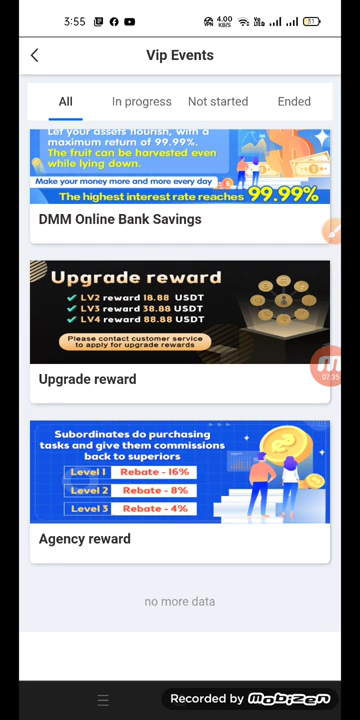 3:55
4.00
KB/S
51
Vip Events
All
In progress
Not started
Ended
Let your assets flourish, with a
maximum return of 99.99%.
The fruit can be harvested even
while lying down.
Make your money more and more every day
The highest interest rate reaches 99.99%
DMM Online Bank Savings
Upgrade reward
LV2 reward 18.88 USDT
LV3 reward 38.88 USDT
LV4 reward 88.88 USDT
Please contact customer service
to apply for upgrade rewards
07:35
Upgrade reward
Subordinates do purchasing
tasks and give them commissions
back to superiors
Level 1 Rebate - 16%
Level 2 Rebate - 8%
Level 3 Rebate - 4%
Agency reward
no more data
Recorded by mobizen